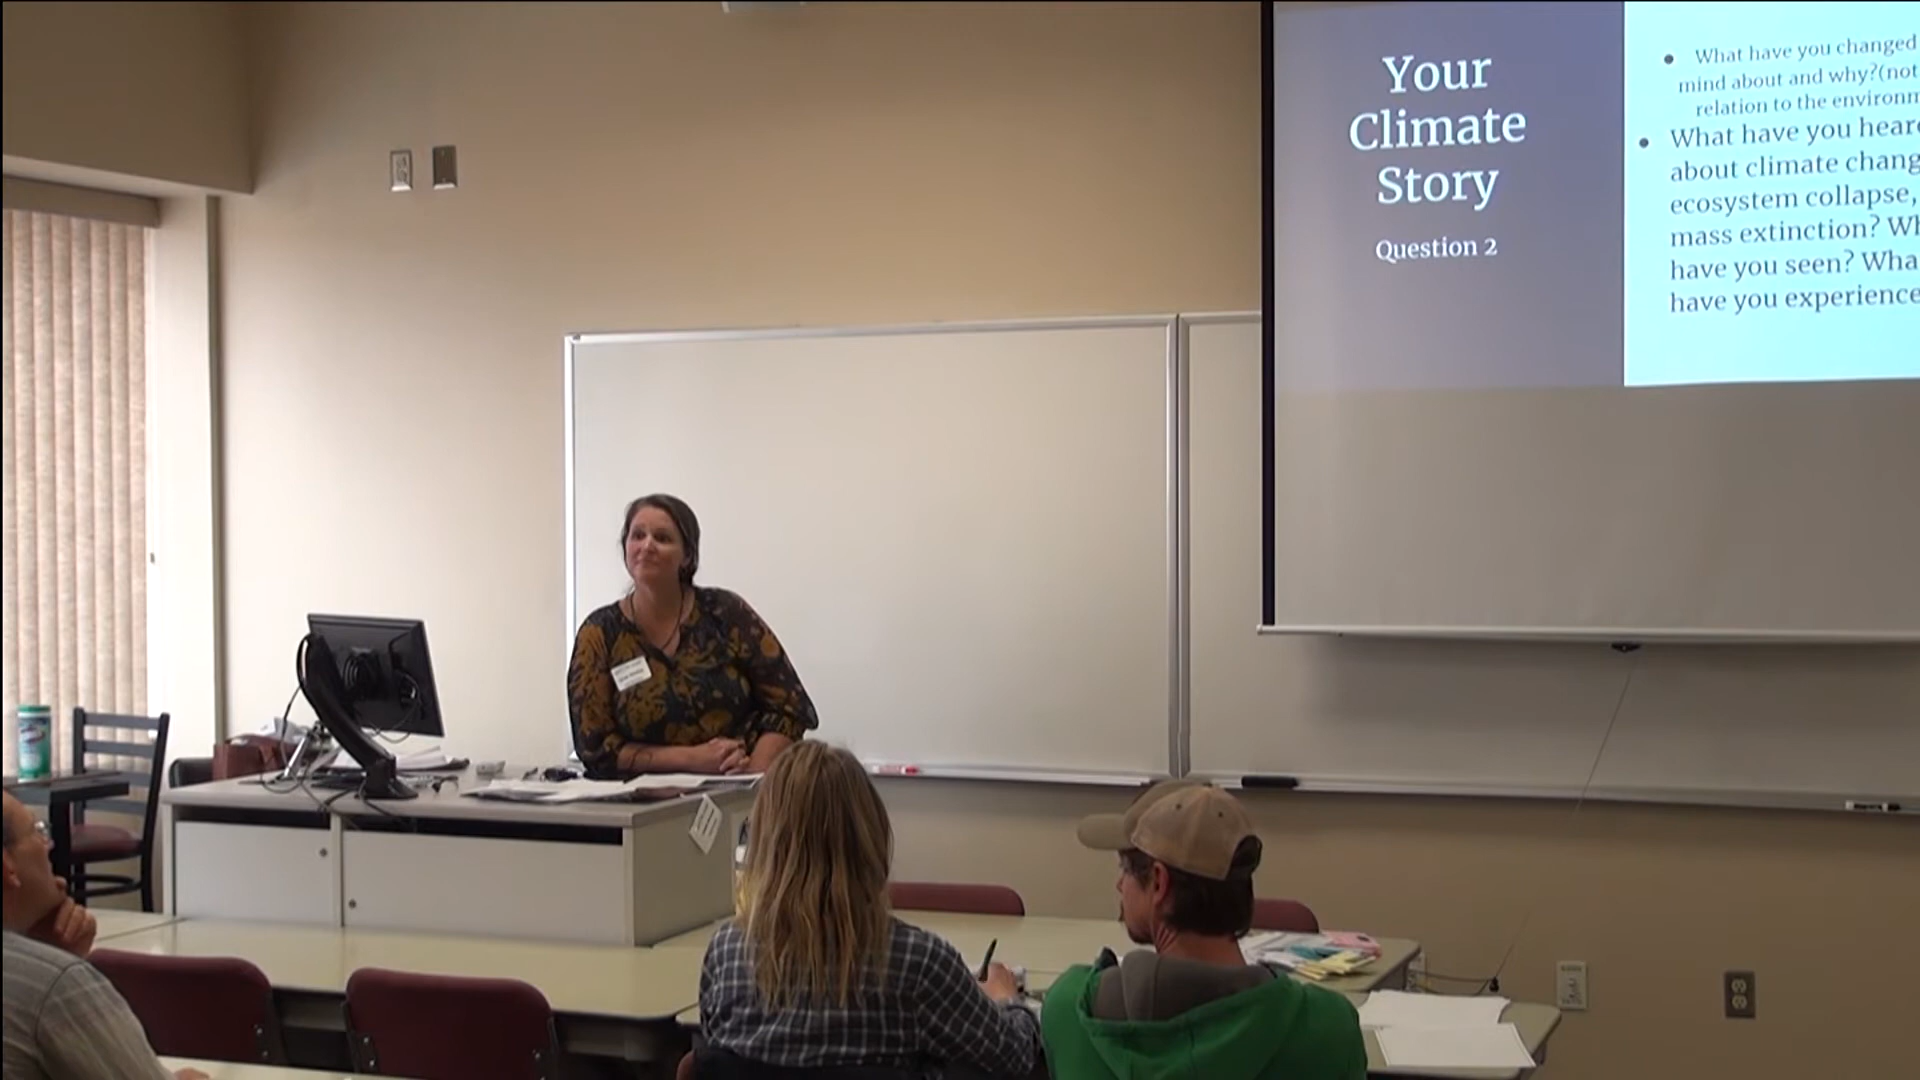 Your
Climate
Story
Question 2
What have you changed
mind about and why?(not
relation to the environm
What have you hear
about climate chang
ecosystem collapse,
mass extinction? Wh
have you seen? Wha
have you experience